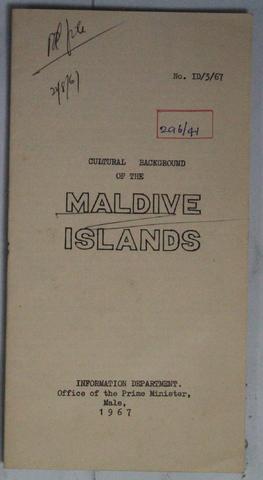 No. ID/3/67
296/41
CULTURAL BACKGROUND
OF THE
MALDIVE
ISLANDS
INFORMATION DEPARTMENT.
Office of the Prime Minister,
Male,
1967